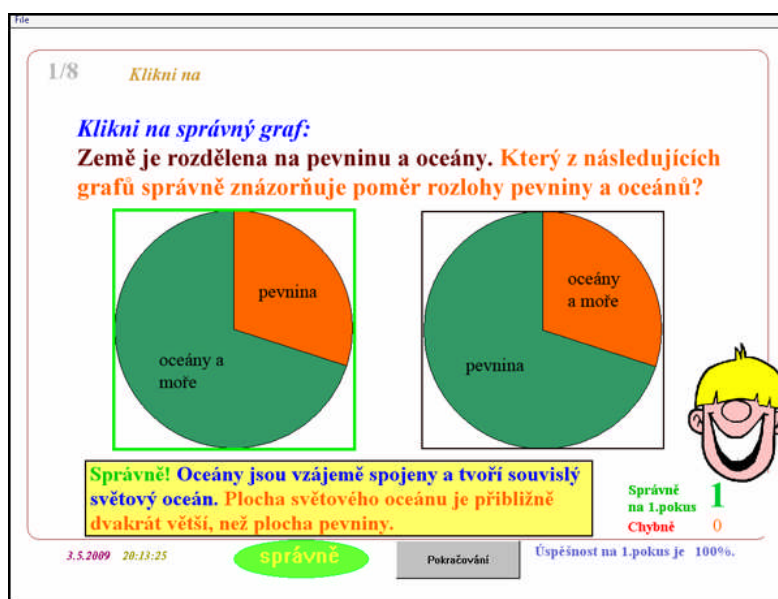 File
1/8 Klikni na
Klikni na správný graf:
Země je rozdělena na pevninu a oceány. Který z následujících
grafů správně znázorňuje poměr rozlohy pevniny a oceánů?
pevnina
oceány a
moře
oceány
a moře
pevnina
Správně! Oceány jsou vzájemě spojeny a tvoří souvislý
světový oceán. Plocha světového oceánu je přibližně
dvakrát větší, než plocha pevniny.
Správně
na 1.pokus 1
Chybně 0
3.5.2009 20:13:25 správně Pokračování Úspěšnost na 1.pokus je 100%.